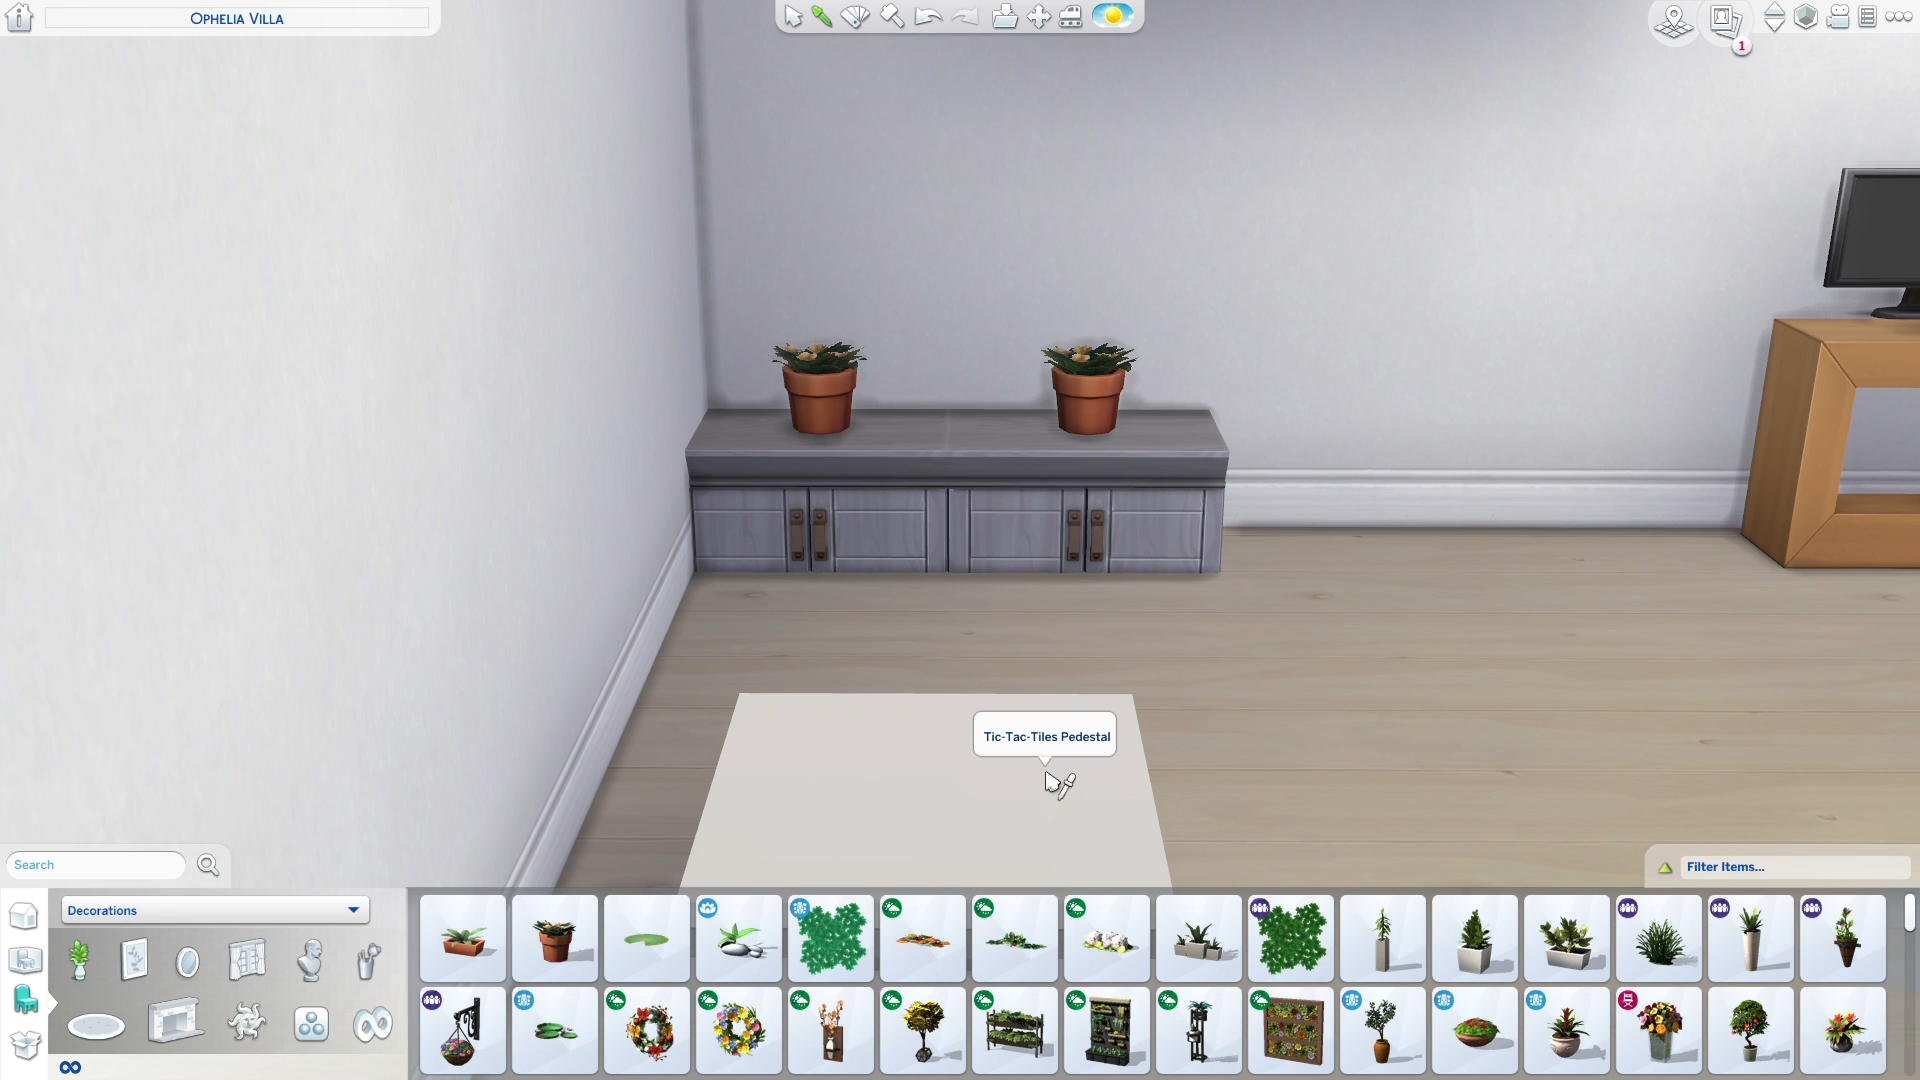 OPHELIA VILLA
1
Tic-Tac-Tiles Pedestal
Search
Filter Items...
Decorations